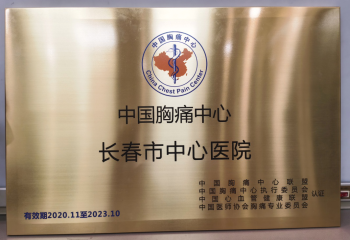 中国胸痛中心
China Chest Pain Center
中国胸痛中心
长春市中心医院
中国胸痛中心联盟
中国胸痛中心执行委员会
中国心血管健康联盟
中国医师协会胸痛专业委员会
认证
有效期2020.11至2023.10